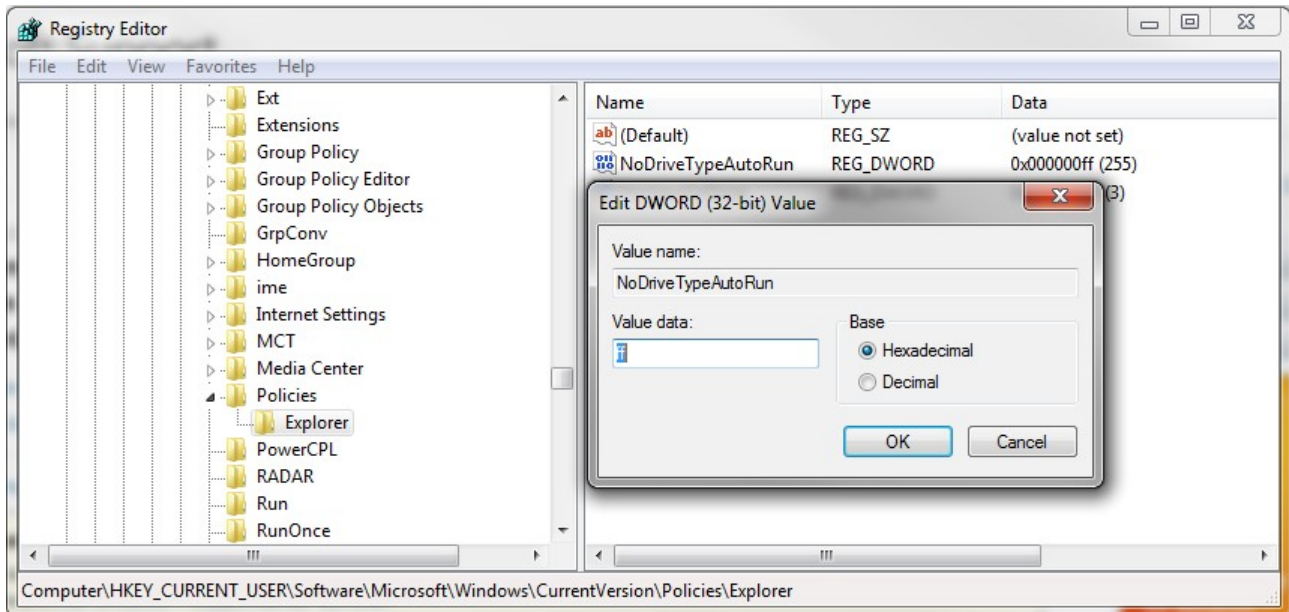 Registry Editor
File Edit View Favorites Help
Ext
Extensions
Group Policy
Group Policy Editor
Group Policy Objects
GrpConv
HomeGroup
ime
Internet Settings
MCT
Media Center
Policies
Explorer
PowerCPL
RADAR
Run
RunOnce
Name Type Data
(Default) REG_SZ (value not set)
NoDriveTypeAutoRun REG_DWORD 0x000000ff (255)
(3)
Edit DWORD (32-bit) Value
Value name:
NoDriveTypeAutoRun
Value data:
ff
Base
Hexadecimal
Decimal
OK Cancel
Computer\HKEY_CURRENT_USER\Software\Microsoft\Windows\CurrentVersion\Policies\Explorer